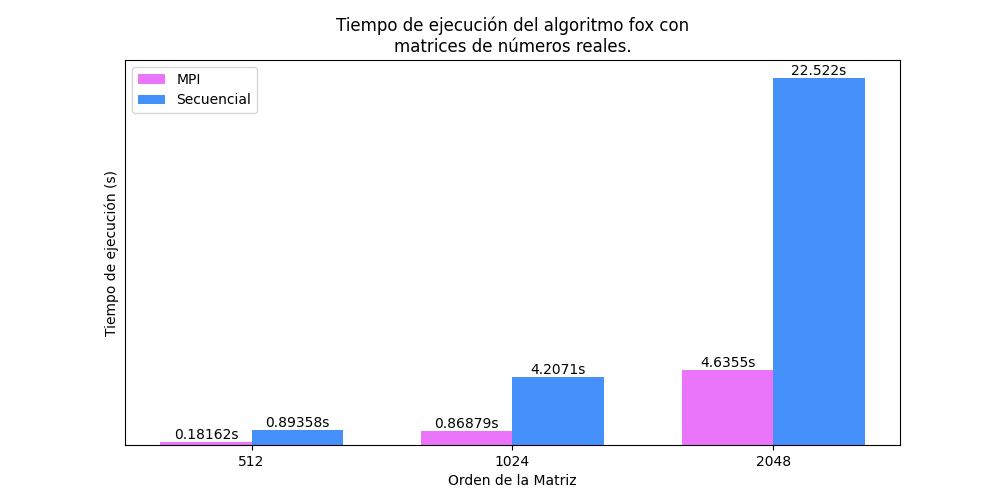 Tiempo de ejecución del algoritmo fox con
matrices de números reales.
MPI
Secuencial
22.522s
4.6355s
4.2071s
0.86879s
0.89358s
0.18162s
Tiempo de ejecución (s)
512
1024
2048
Orden de la Matriz